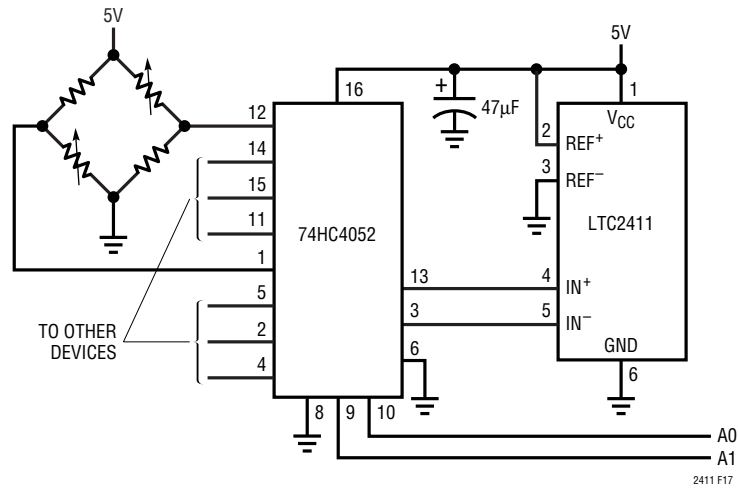 5V
12
14
15
11
1
5
2
4
TO OTHER
DEVICES
16
74HC4052
13
3
6
8
9
10
+
47µF
5V
1
VCC
2
REF+
3
REF−
LTC2411
4
IN+
5
IN−
GND
6
A0
A1
2411 F17